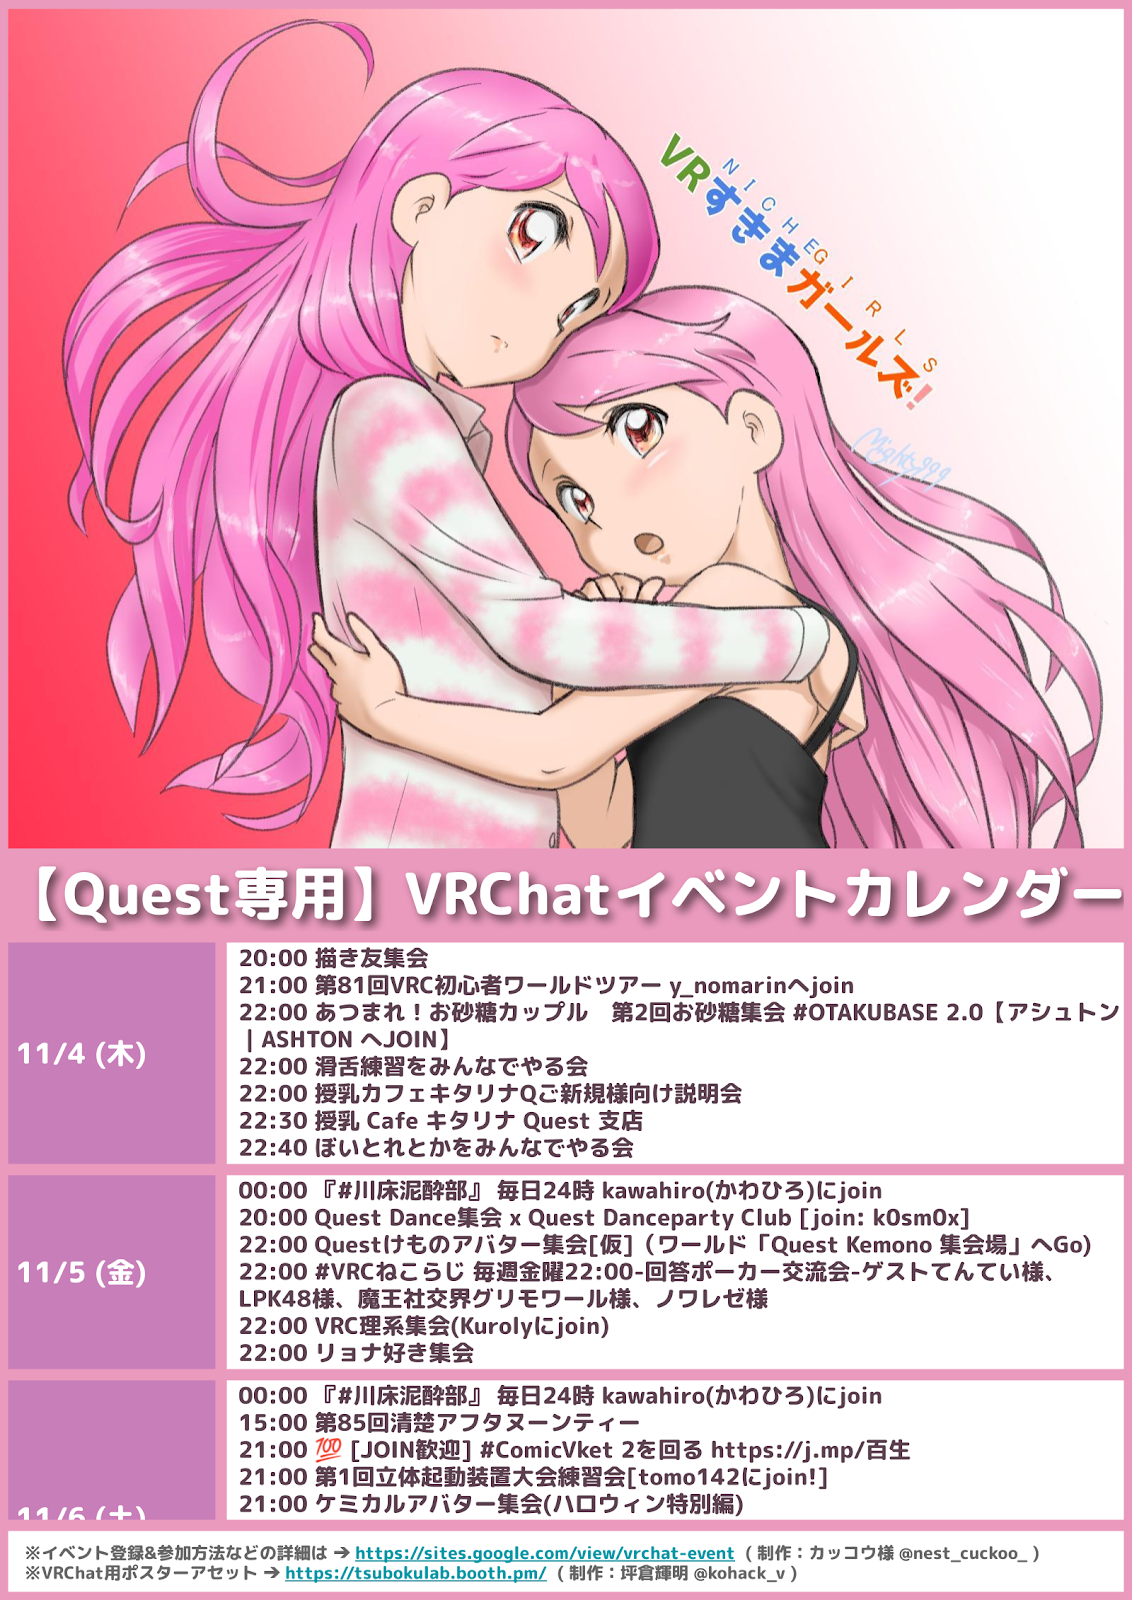 NICHE GIRLS
VRすきまガールズ!
Mighty999
【Quest専用】VRChatイベントカレンダー
11/4 (木)
20:00 描き友集会
21:00 第81回VRC初心者ワールドツアー y_nomarinへjoin
22:00 あつまれ！お砂糖カップル　第2回お砂糖集会 #OTAKUBASE 2.0【アシュトン
| ASHTON へJOIN】
22:00 滑舌練習をみんなでやる会
22:00 授乳カフェキタリナQご新規様向け説明会
22:30 授乳 Cafe キタリナ Quest 支店
22:40 ぼいとれとかをみんなでやる会
11/5 (金)
00:00 『#川床泥酔部』 毎日24時 kawahiro(かわひろ)にjoin
20:00 Quest Dance集会 x Quest Danceparty Club [join: k0sm0x]
22:00 Questけものアバター集会[仮]（ワールド「Quest Kemono 集会場」へGo)
22:00 #VRCねこらじ 毎週金曜22:00-回答ポーカー交流会-ゲストてんてい様、
LPK48様、魔王社交界グリモワール様、ノワレゼ様
22:00 VRC理系集会(Kurolyにjoin)
22:00 リョナ好き集会
11/6 (土)
00:00 『#川床泥酔部』 毎日24時 kawahiro(かわひろ)にjoin
15:00 第85回清楚アフタヌーンティー
21:00 💯 [JOIN歓迎] #ComicVket 2を回る https://j.mp/百生
21:00 第1回立体起動装置大会練習会[tomo142にjoin!]
21:00 ケミカルアバター集会(ハロウィン特別編)
※イベント登録&参加方法などの詳細は → https://sites.google.com/view/vrchat-event ( 制作：カッコウ様 @nest_cuckoo_ )
※VRChat用ポスターアセット → https://tsubokulab.booth.pm/ ( 制作：坪倉輝明 @kohack_v )